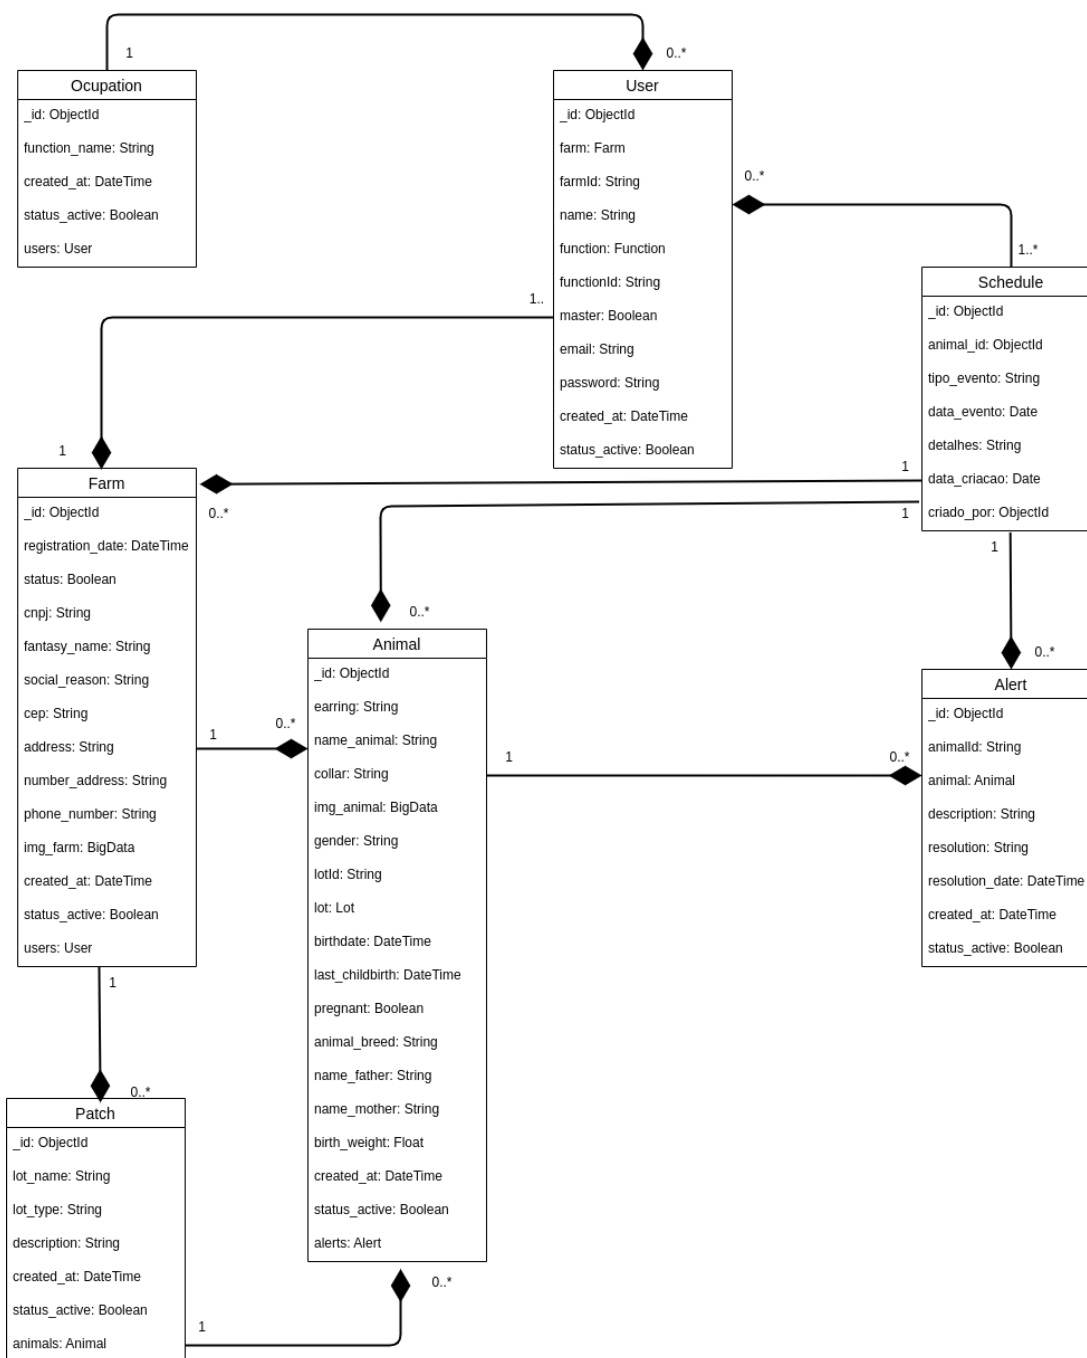 1
0..*
Ocupation
_id: ObjectId
function_name: String
created_at: DateTime
status_active: Boolean
users: User
User
_id: ObjectId
farm: Farm
farmId: String
name: String
function: Function
functionId: String
master: Boolean
email: String
password: String
created_at: DateTime
status_active: Boolean
0..*
1..*
Schedule
_id: ObjectId
animal_id: ObjectId
tipo_evento: String
data_evento: Date
detalhes: String
data_criacao: Date
criado_por: ObjectId
1..
1
Farm
_id: ObjectId
registration_date: DateTime
status: Boolean
cnpj: String
fantasy_name: String
social_reason: String
cep: String
address: String
number_address: String
phone_number: String
img_farm: BigData
created_at: DateTime
status_active: Boolean
users: User
0..*
1
1
0..*
1
0..*
Animal
_id: ObjectId
earring: String
name_animal: String
collar: String
img_animal: BigData
gender: String
lotId: String
lot: Lot
birthdate: DateTime
last_childbirth: DateTime
pregnant: Boolean
animal_breed: String
name_father: String
name_mother: String
birth_weight: Float
created_at: DateTime
status_active: Boolean
alerts: Alert
1
0..*
1
0..*
Alert
_id: ObjectId
animalId: String
animal: Animal
description: String
resolution: String
resolution_date: DateTime
created_at: DateTime
status_active: Boolean
1
0..*
Patch
_id: ObjectId
lot_name: String
lot_type: String
description: String
created_at: DateTime
status_active: Boolean
animals: Animal
1
0..*